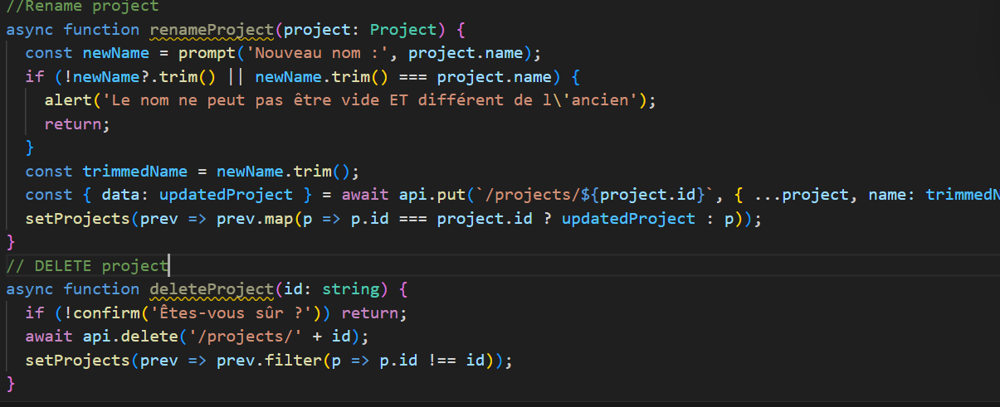 //Rename project
async function renameProject(project: Project) {
const newName = prompt('Nouveau nom :', project.name);
if (!newName?.trim() || newName.trim() === project.name) {
alert('Le nom ne peut pas être vide ET différent de l\'ancien');
return;
}
const trimmedName = newName.trim();
const { data: updatedProject } = await api.put(`/projects/${project.id}`, { ...project, name: trimmedN
setProjects(prev => prev.map(p => p.id === project.id ? updatedProject : p));
}
// DELETE project
async function deleteProject(id: string) {
if (!confirm('Êtes-vous sûr ?')) return;
await api.delete('/projects/' + id);
setProjects(prev => prev.filter(p => p.id !== id));
}